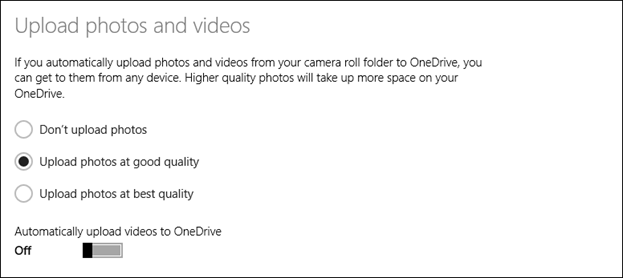 Upload photos and videos
If you automatically upload photos and videos from your camera roll folder to OneDrive, you
can get to them from any device. Higher quality photos will take up more space on your
OneDrive.
Don't upload photos
Upload photos at good quality
Upload photos at best quality
Automatically upload videos to OneDrive
Off